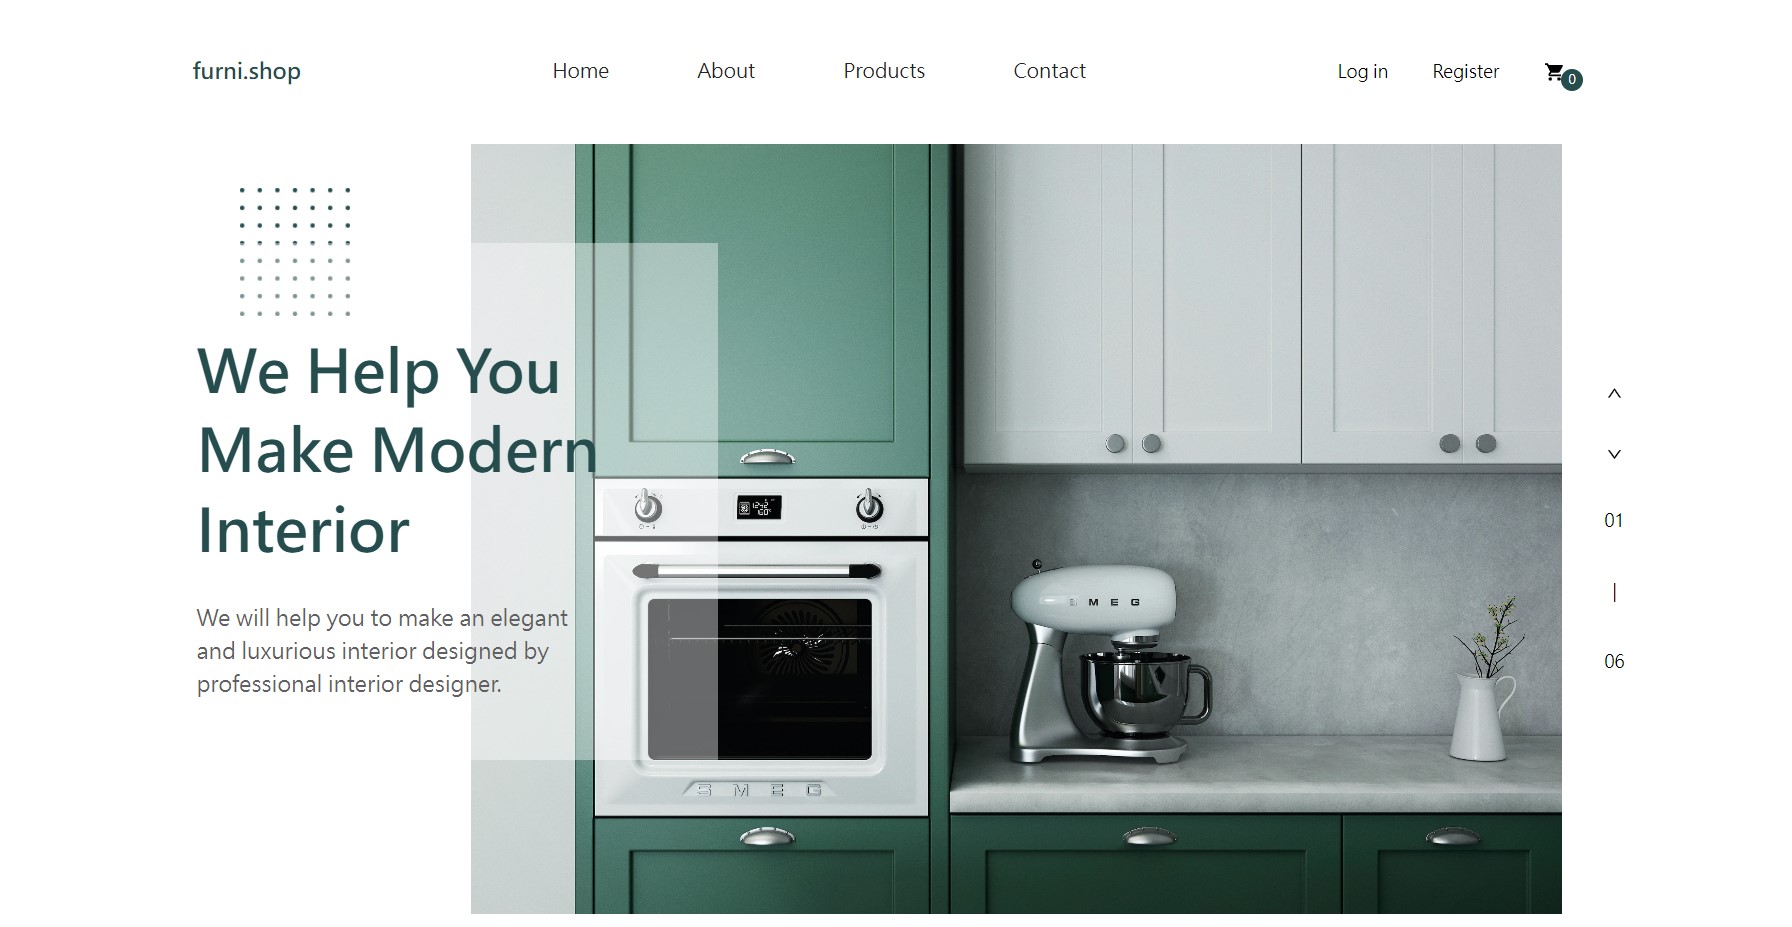 furni.shop
Home
About
Products
Contact
Log in
Register
0
We Help You
Make Modern
Interior
We will help you to make an elegant
and luxurious interior designed by
professional interior designer.
SMEG
SMEG
01
|
06